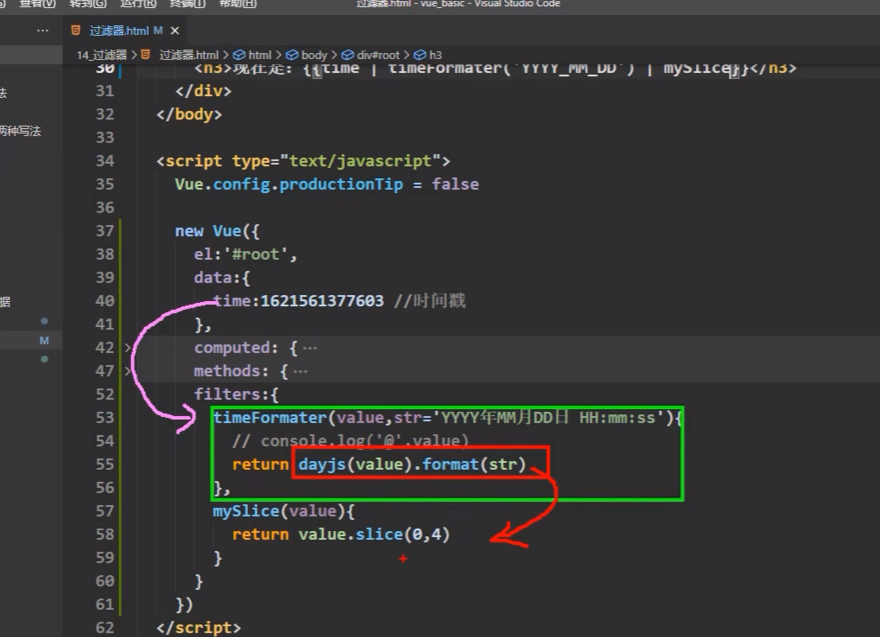 查看(V) 转到(G) 运行(R) 终端(T) 帮助(H) 过滤器.html - vue_basic - Visual Studio Code
··· 过滤器.html M ×
14_过滤器 > 过滤器.html > html > body > div#root > h3
30 <h3>现在是：{{time | timeFormater('YYYY_MM_DD') | mySlice}}</h3>
法
31 </div>
32 </body>
两种写法
33
34 <script type="text/javascript">
35 Vue.config.productionTip = false
36
37 new Vue({
38 el:'#root',
39 data:{
据
40 time:1621561377603 //时间戳
41 },
M
42 > computed: { ···
47 > methods: { ···
52 filters:{
53 timeFormater(value,str='YYYY年MM月DD日 HH:mm:ss'){
54 // console.log('@',value)
55 return dayjs(value).format(str)
56 },
57 mySlice(value){
58 return value.slice(0,4)
59 }
60 }
61 })
62 </script>